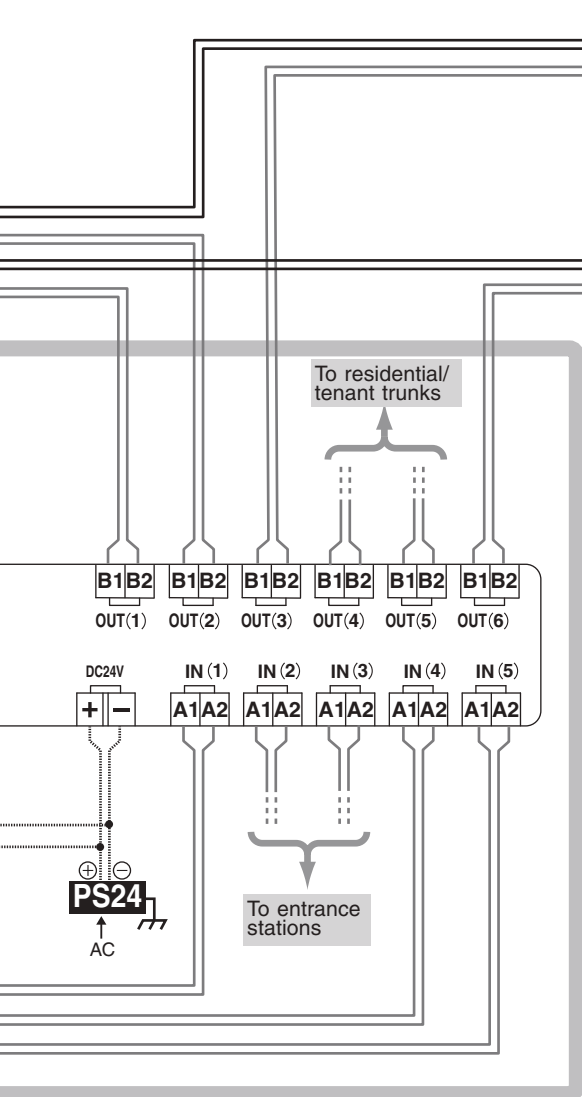 To residential/
tenant trunks
B1 B2 B1 B2 B1 B2 B1 B2 B1 B2 B1 B2
OUT(1) OUT(2) OUT(3) OUT(4) OUT(5) OUT(6)
DC24V IN(1) IN(2) IN(3) IN(4) IN(5)
+ − A1 A2 A1 A2 A1 A2 A1 A2 A1 A2
⊕ ⊖
PS24
AC
To entrance
stations